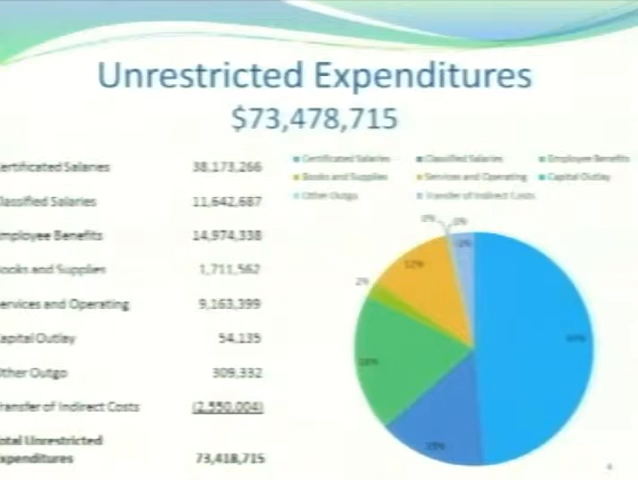 Unrestricted Expenditures
$73,478,715
ertificated Salaries 38,173,266
lassified Salaries 11,642,687
mployee Benefits 14,974,338
ooks and Supplies 1,711,562
ervices and Operating 9,163,399
apital Outlay 54,135
ther Outgo 309,332
ransfer of Indirect Costs (2,550,004)
otal Unrestricted
xpenditures 73,418,715
Certificated Salaries Classified Salaries Employee Benefits
Books and Supplies Services and Operating Capital Outlay
Other Outgo Transfer of Indirect Costs
0% 0%
12%
2%
4